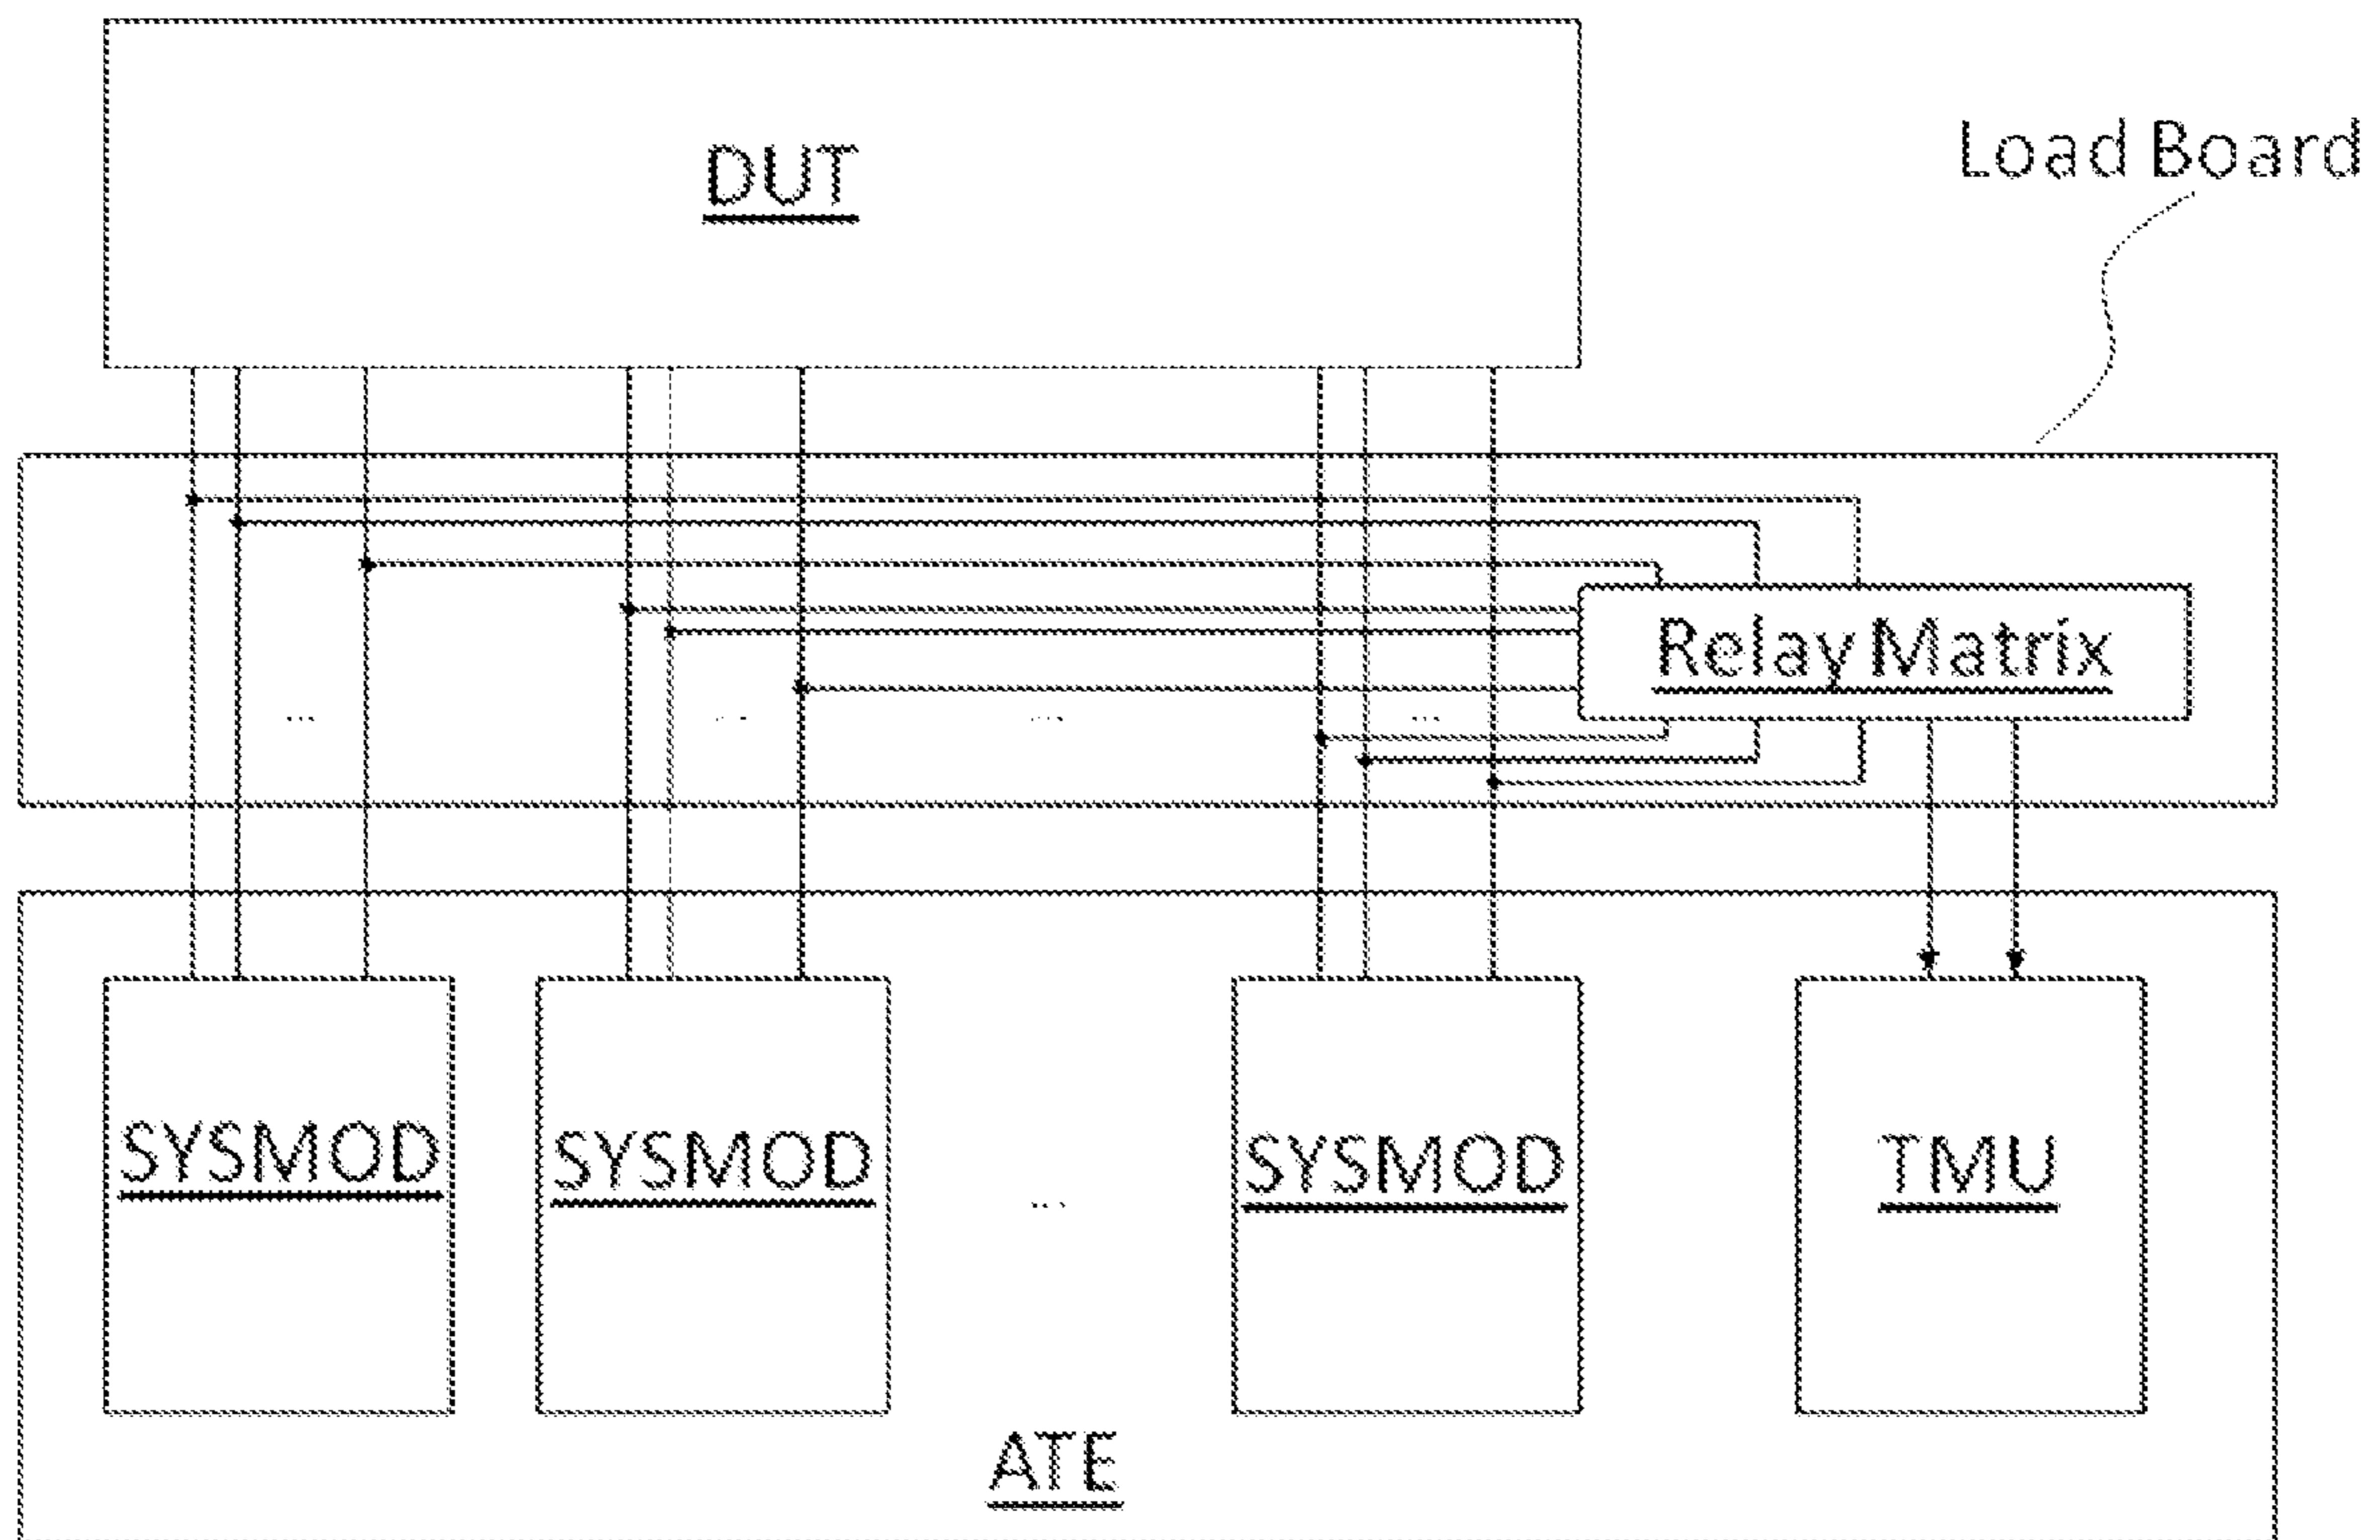 DUT
Load Board
Relay Matrix
... ... ... ...
SYSMOD SYSMOD ... SYSMOD TMU
ATE